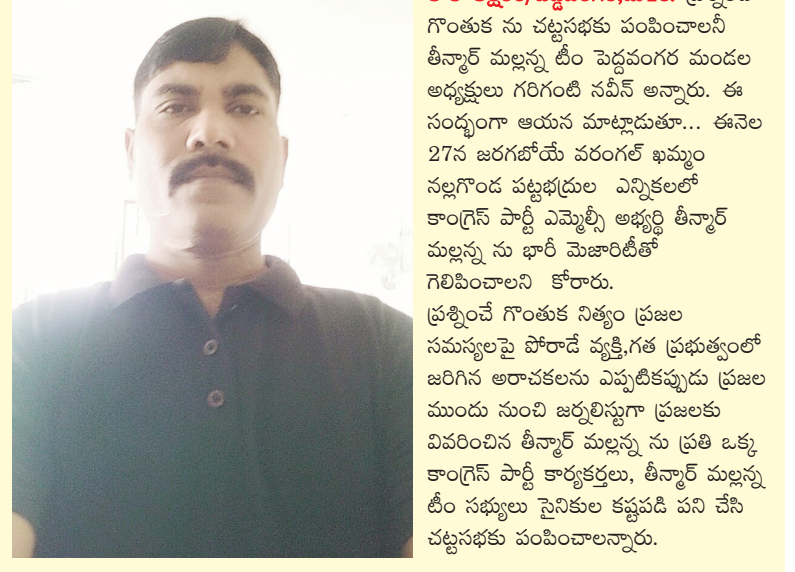 గొంతుక ను చట్టసభకు పంపించాలనీ
తీన్మార్ మల్లన్న టీం పెద్దవంగర మండల
అధ్యక్షులు గరిగంటి నవీన్ అన్నారు. ఈ
సంద్భంగా ఆయన మాట్లాడుతూ... ఈనెల
27న జరగబోయే వరంగల్ ఖమ్మం
నల్లగొండ పట్టభద్రుల ఎన్నికలలో
కాంగ్రెస్ పార్టీ ఎమ్మెల్సీ అభ్యర్థి తీన్మార్
మల్లన్న ను భారీ మెజారిటీతో
గెలిపించాలని కోరారు.
ప్రశ్నించే గొంతుక నిత్యం ప్రజల
సమస్యలపై పోరాడే వ్యక్తి,గత ప్రభుత్వంలో
జరిగిన అరాచకలను ఎప్పటికప్పుడు ప్రజల
ముందు నుంచి జర్నలిస్టుగా ప్రజలకు
వివరించిన తీన్మార్ మల్లన్న ను ప్రతి ఒక్క
కాంగ్రెస్ పార్టీ కార్యకర్తలు, తీన్మార్ మల్లన్న
టీం సభ్యులు సైనికుల కష్టపడి పని చేసి
చట్టసభకు పంపించాలన్నారు.